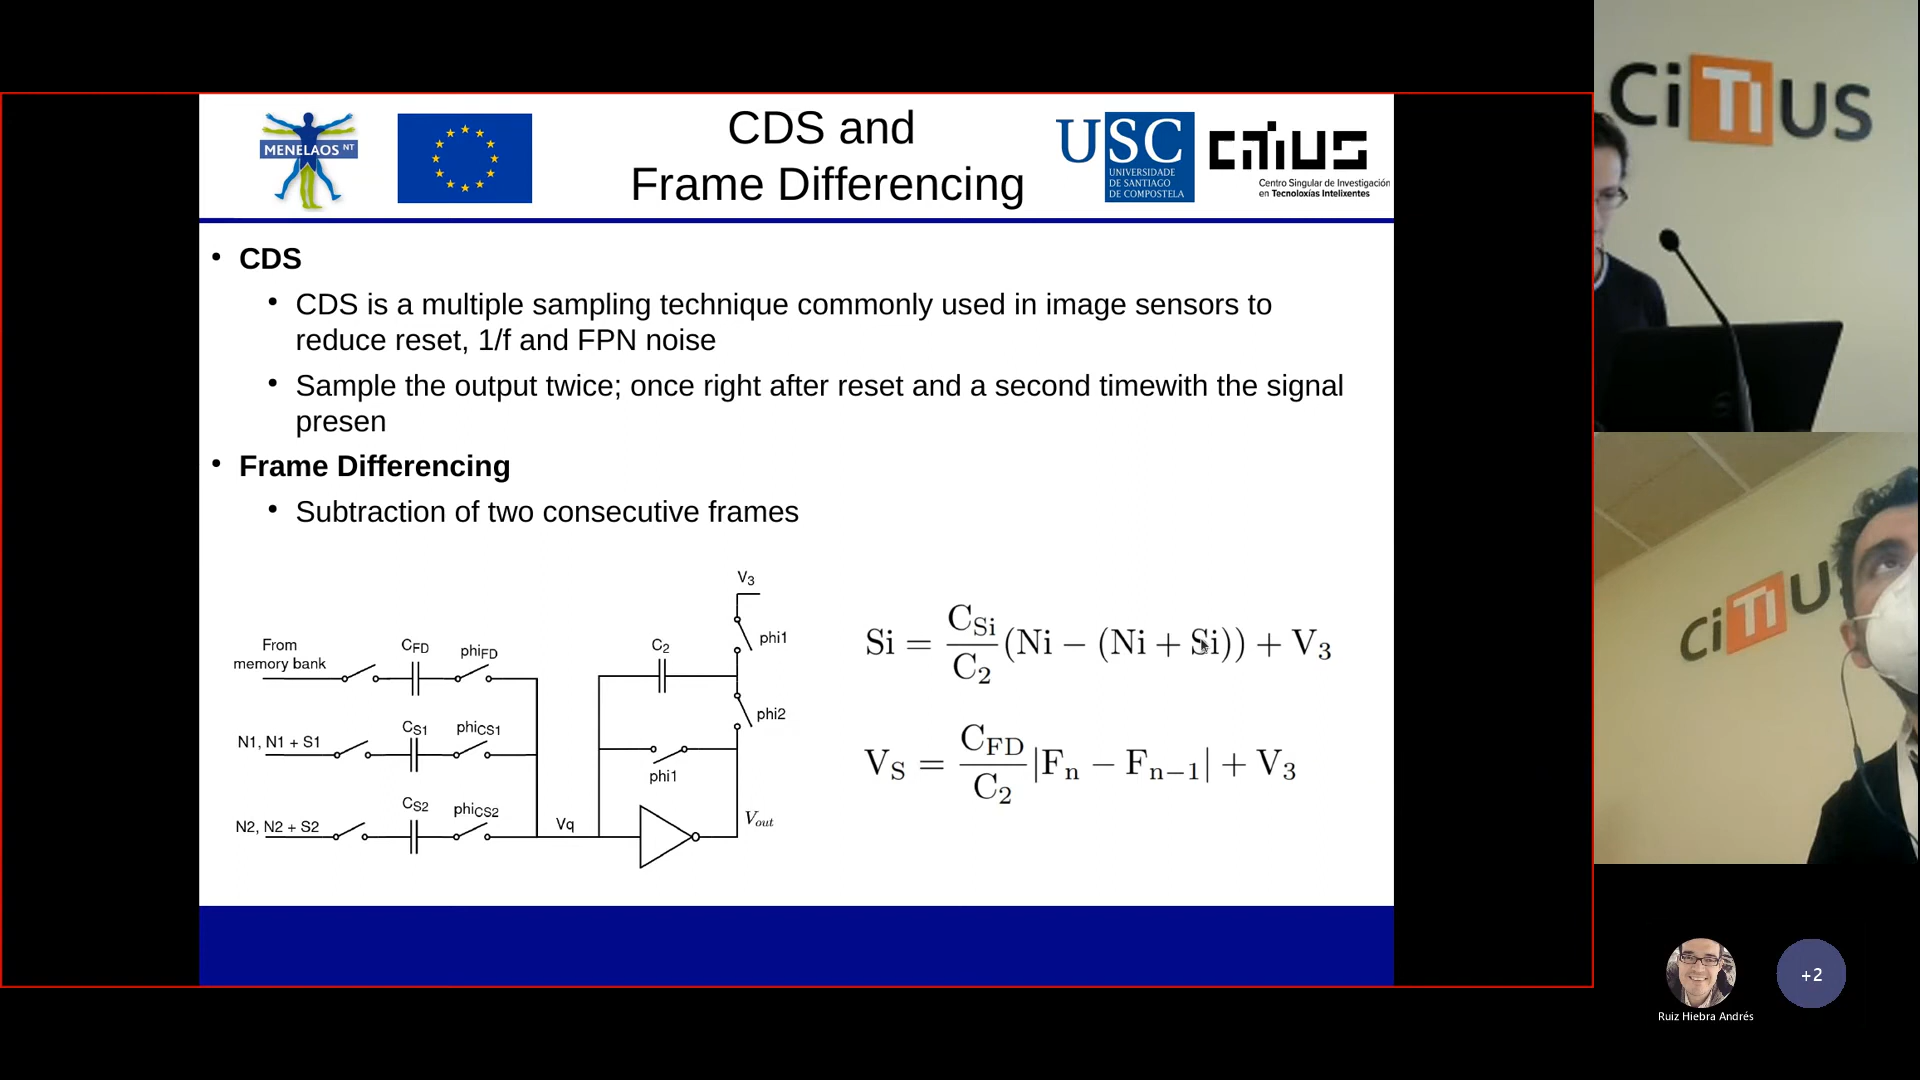 MENELAOS NT
CDS and
Frame Differencing
USC
UNIVERSIDADE
DE SANTIAGO
DE COMPOSTELA
CiTIUS
Centro Singular de Investigación
en Tecnoloxías Intelixentes
• CDS
• CDS is a multiple sampling technique commonly used in image sensors to
reduce reset, 1/f and FPN noise
• Sample the output twice; once right after reset and a second timewith the signal
presen
• Frame Differencing
• Subtraction of two consecutive frames
V3
phi1
From
memory bank
CFD
phiFD
C2
phi2
N1, N1 + S1
CS1
phiCS1
phi1
N2, N2 + S2
CS2
phiCS2
Vq
Vout
Si = CSi/C2 (Ni − (Ni + Si)) + V3
VS = CFD/C2 |Fn − Fn−1| + V3
CiTIUS
CiTIUS
+2
Ruiz Hiebra Andrés